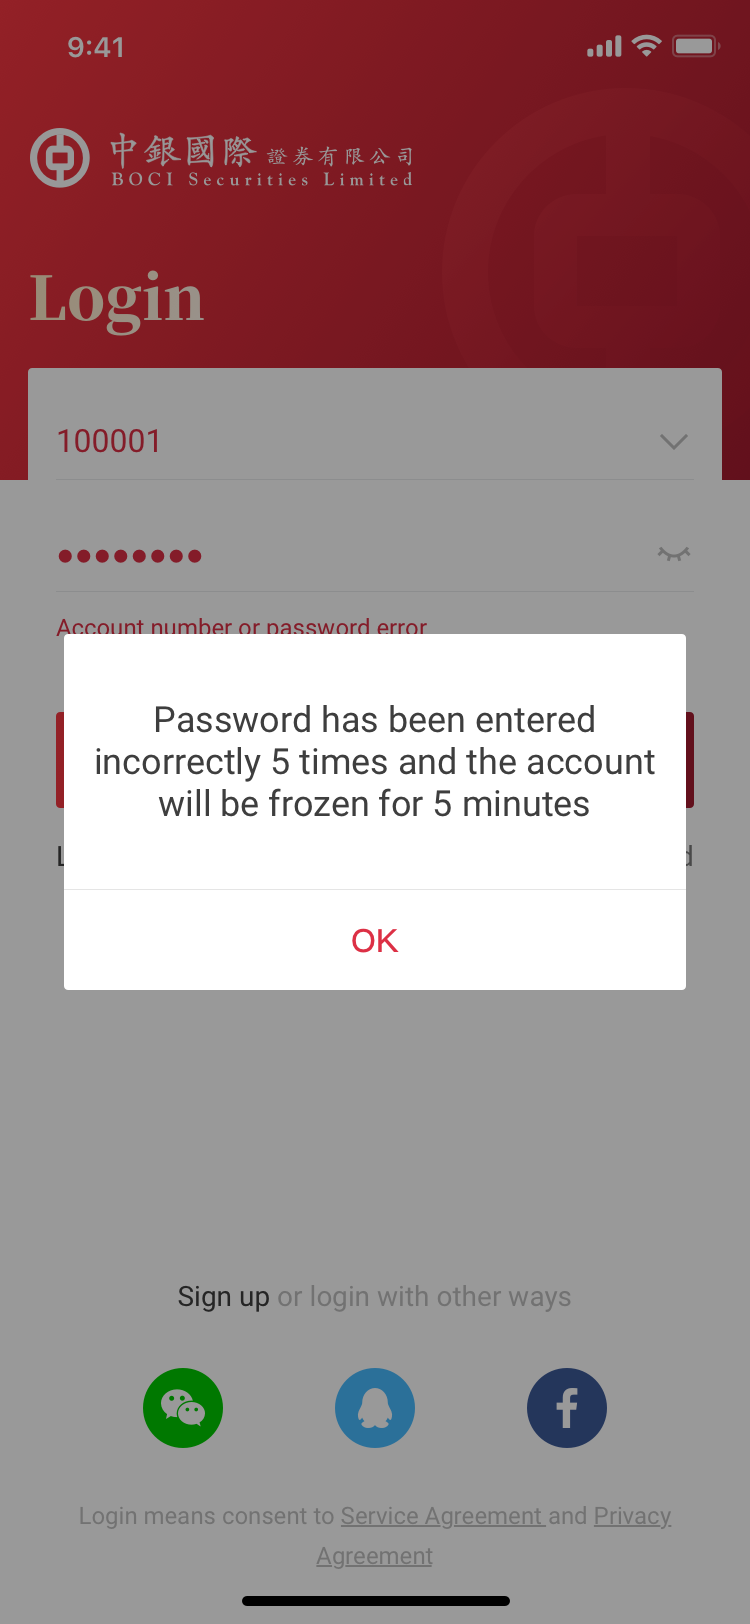 9:41
中銀國際 證券有限公司
BOCI Securities Limited
Login
100001
Account number or password error
Password has been entered
incorrectly 5 times and the account
will be frozen for 5 minutes
OK
Sign up or login with other ways
Login means consent to Service Agreement and Privacy
Agreement